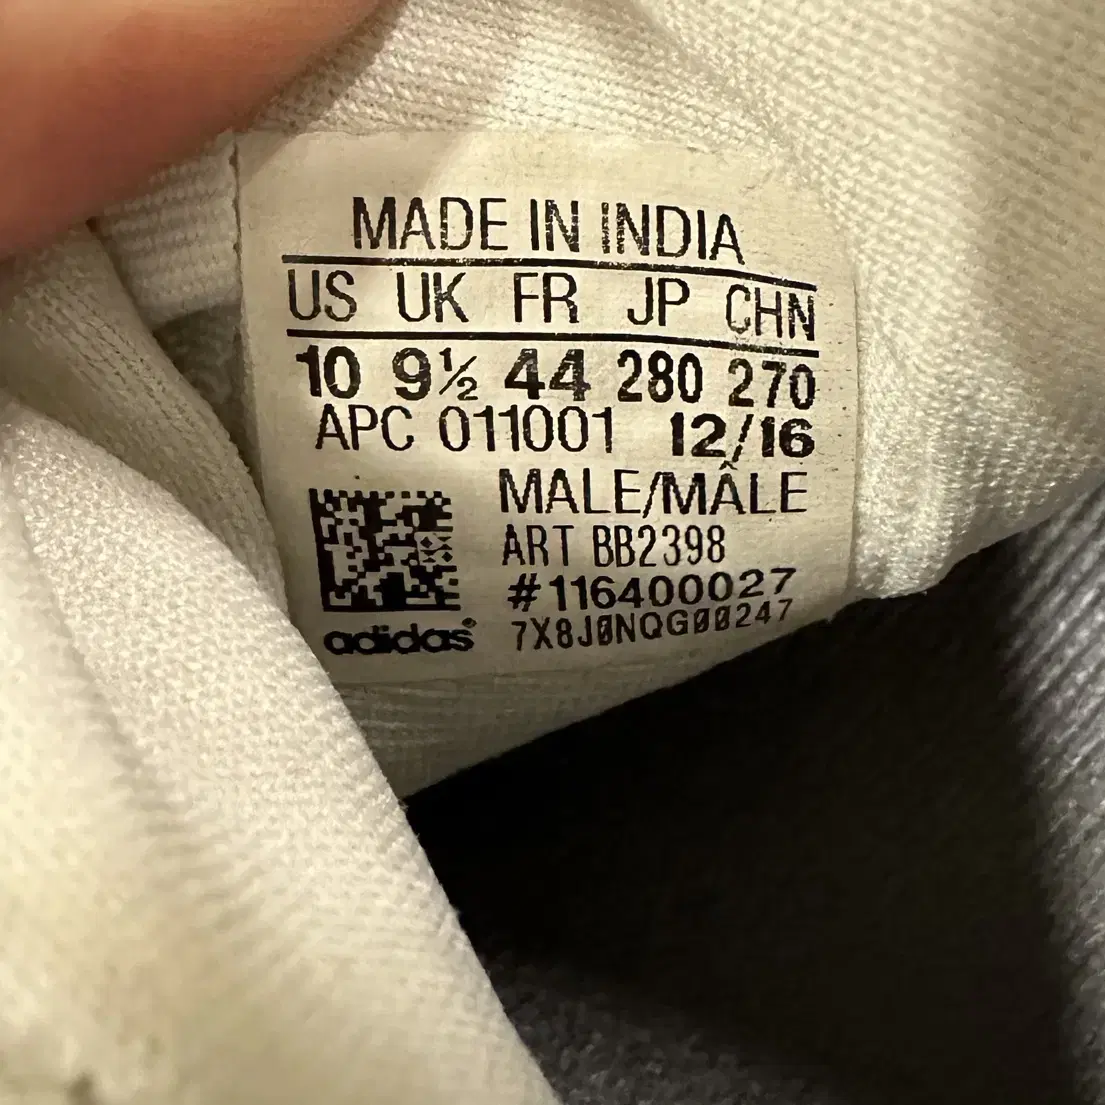 MADE IN INDIA
US UK FR JP CHN
10 9½ 44 280 270
APC 011001 12/16
MALE/MÂLE
ART BB2398
#116400027
adidas® 7X8J0NQG00247